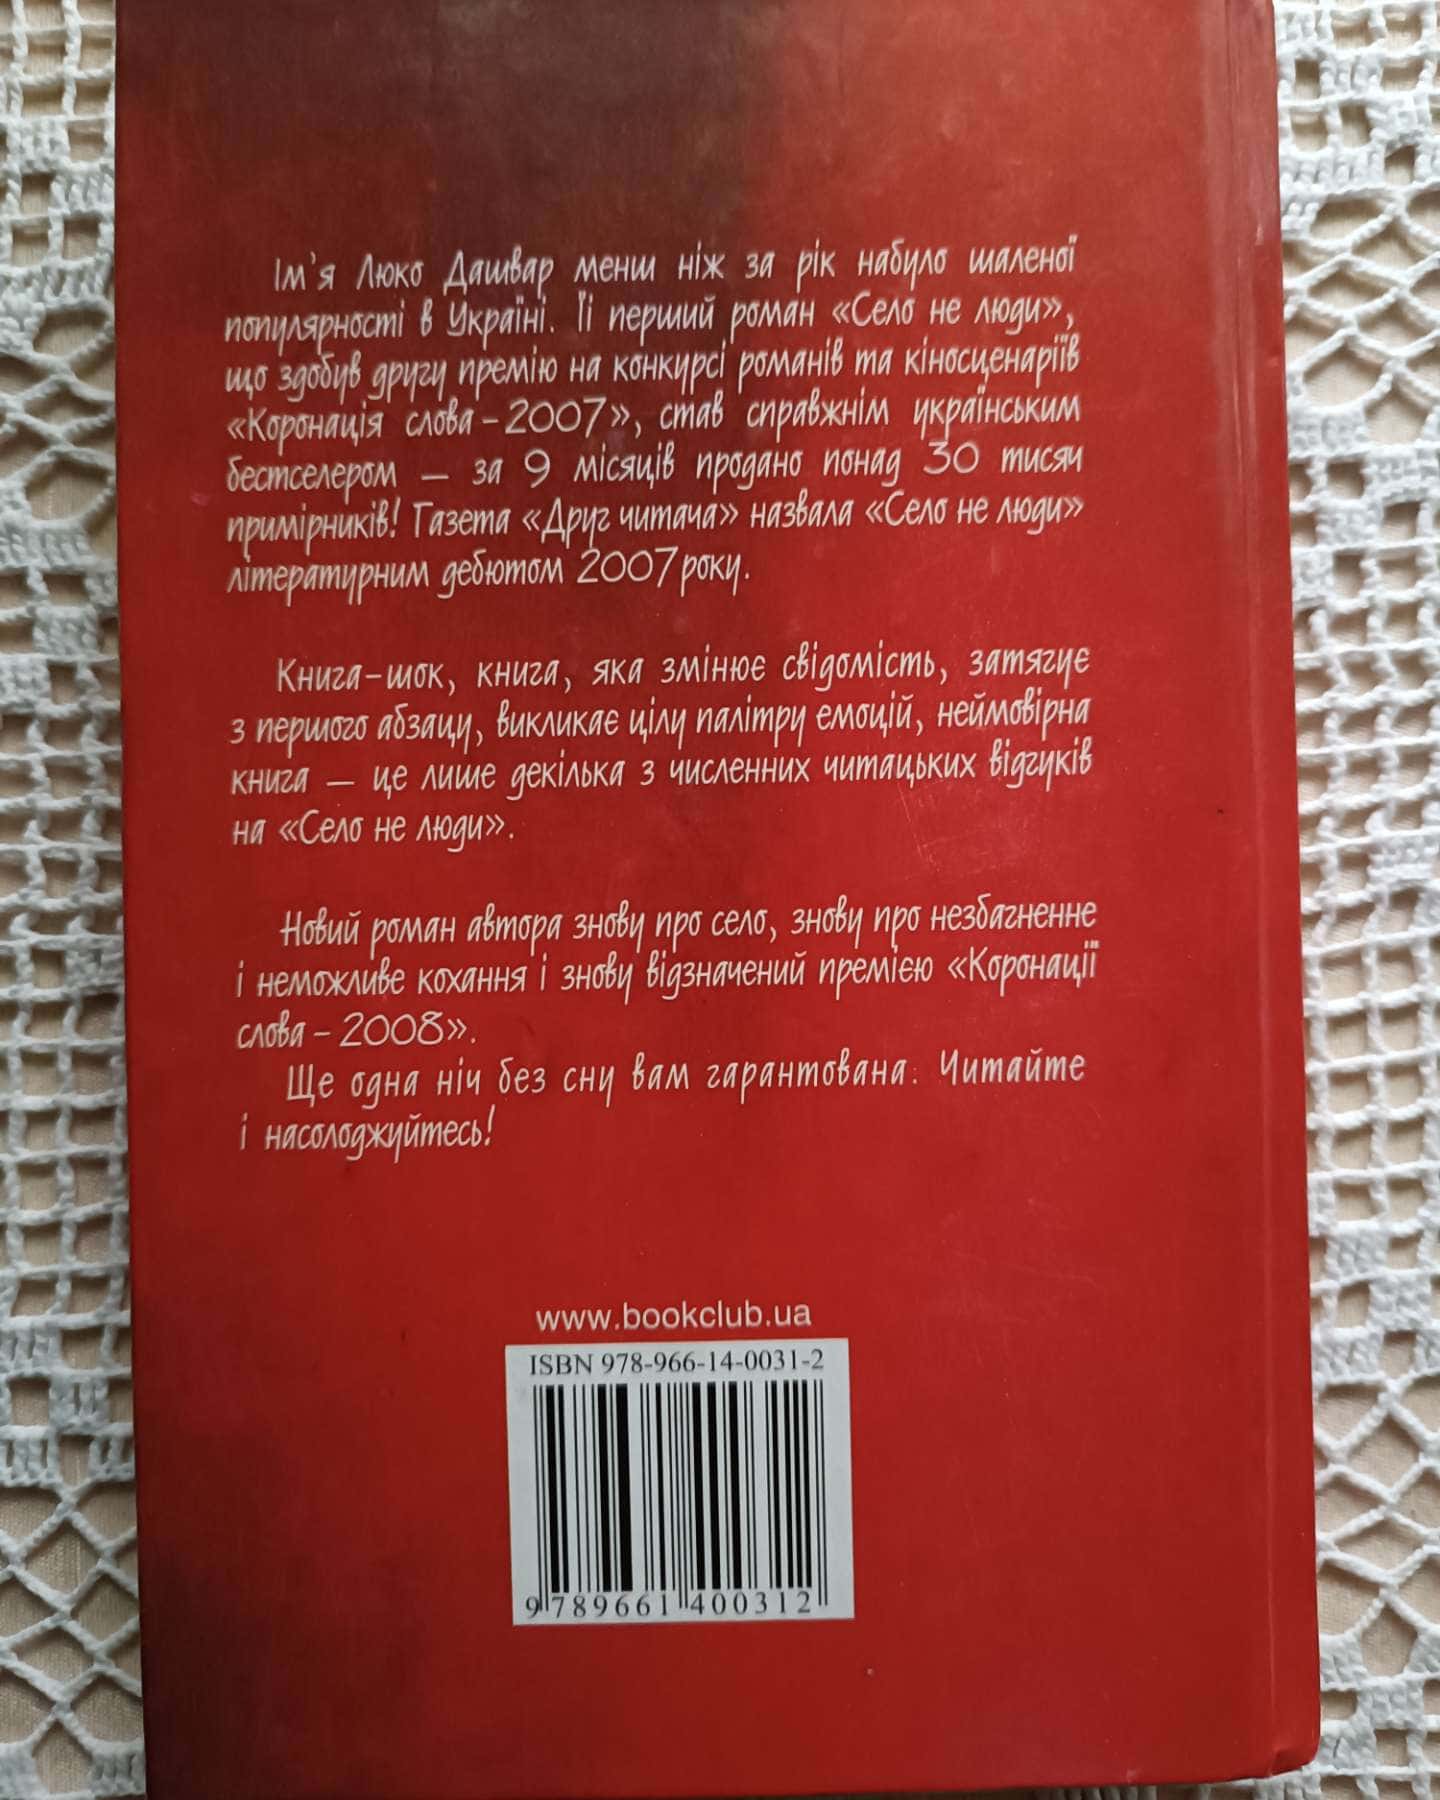 Ім'я Люко Дашвар менш ніж за рік набуло шаленої
популярності в Україні. Її перший роман «Село не люди»,
що здобув другу премію на конкурсі романів та кіносценаріїв
«Коронація слова – 2007», став справжнім українським
бестселером — за 9 місяців продано понад 30 тисяч
примірників! Газета «Друг читача» назвала «Село не люди»
літературним дебютом 2007 року.
Книга-шок, книга, яка змінює свідомість, затягує
з першого абзацу, викликає цілу палітру емоцій, неймовірна
книга — це лише декілька з численних читацьких відгуків
на «Село не люди».
Новий роман автора знову про село, знову про незбагненне
і неможливе кохання і знову відзначений премією «Коронації
слова – 2008».
Ще одна ніч без сну вам гарантована. Читайте
і насолоджуйтесь!
www.bookclub.ua
ISBN 978-966-14-0031-2
9 789661 400312